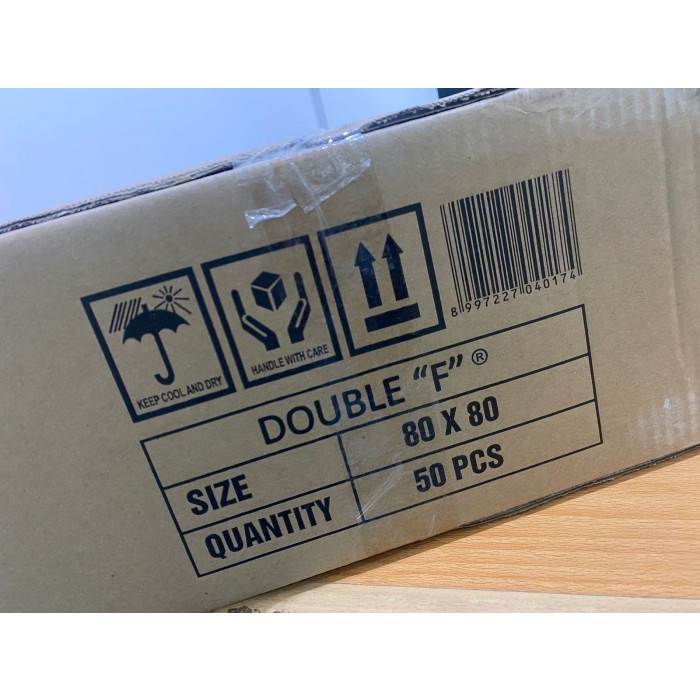 KEEP COOL AND DRY
HANDLE WITH CARE
8 997227 040174
DOUBLE "F" ®
SIZE 80 X 80
QUANTITY 50 PCS